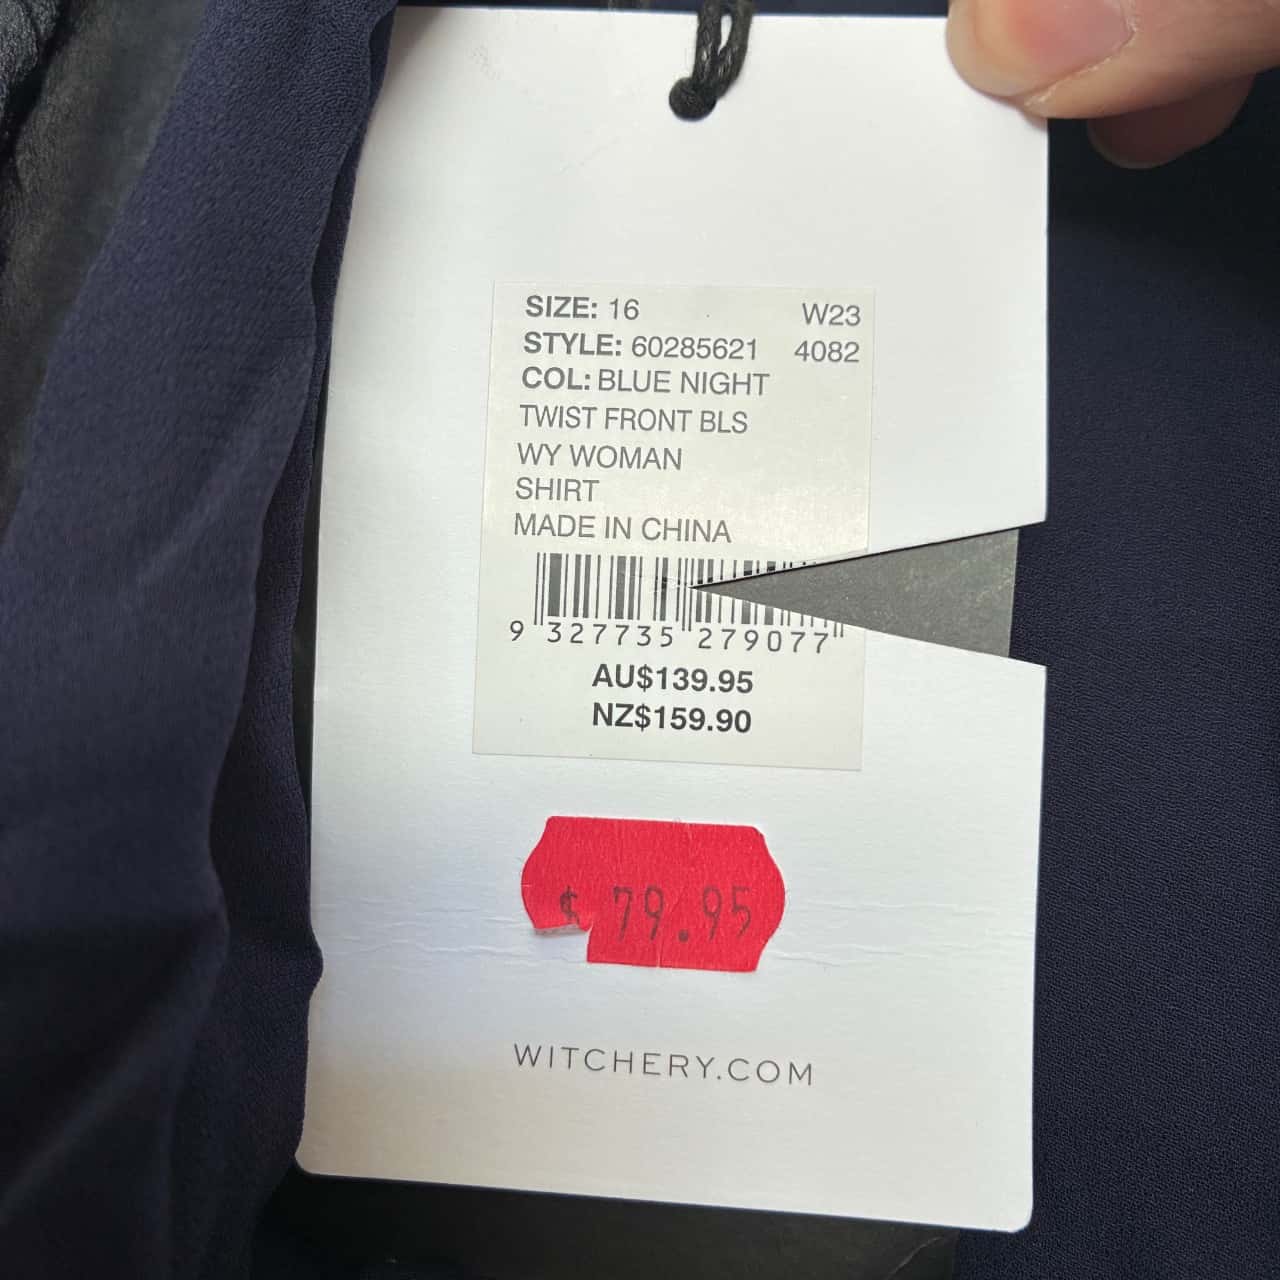 SIZE: 16 W23
STYLE: 60285621 4082
COL: BLUE NIGHT
TWIST FRONT BLS
WY WOMAN
SHIRT
MADE IN CHINA
9 327735 279077
AU$139.95
NZ$159.90
$ 79.95
WITCHERY.COM